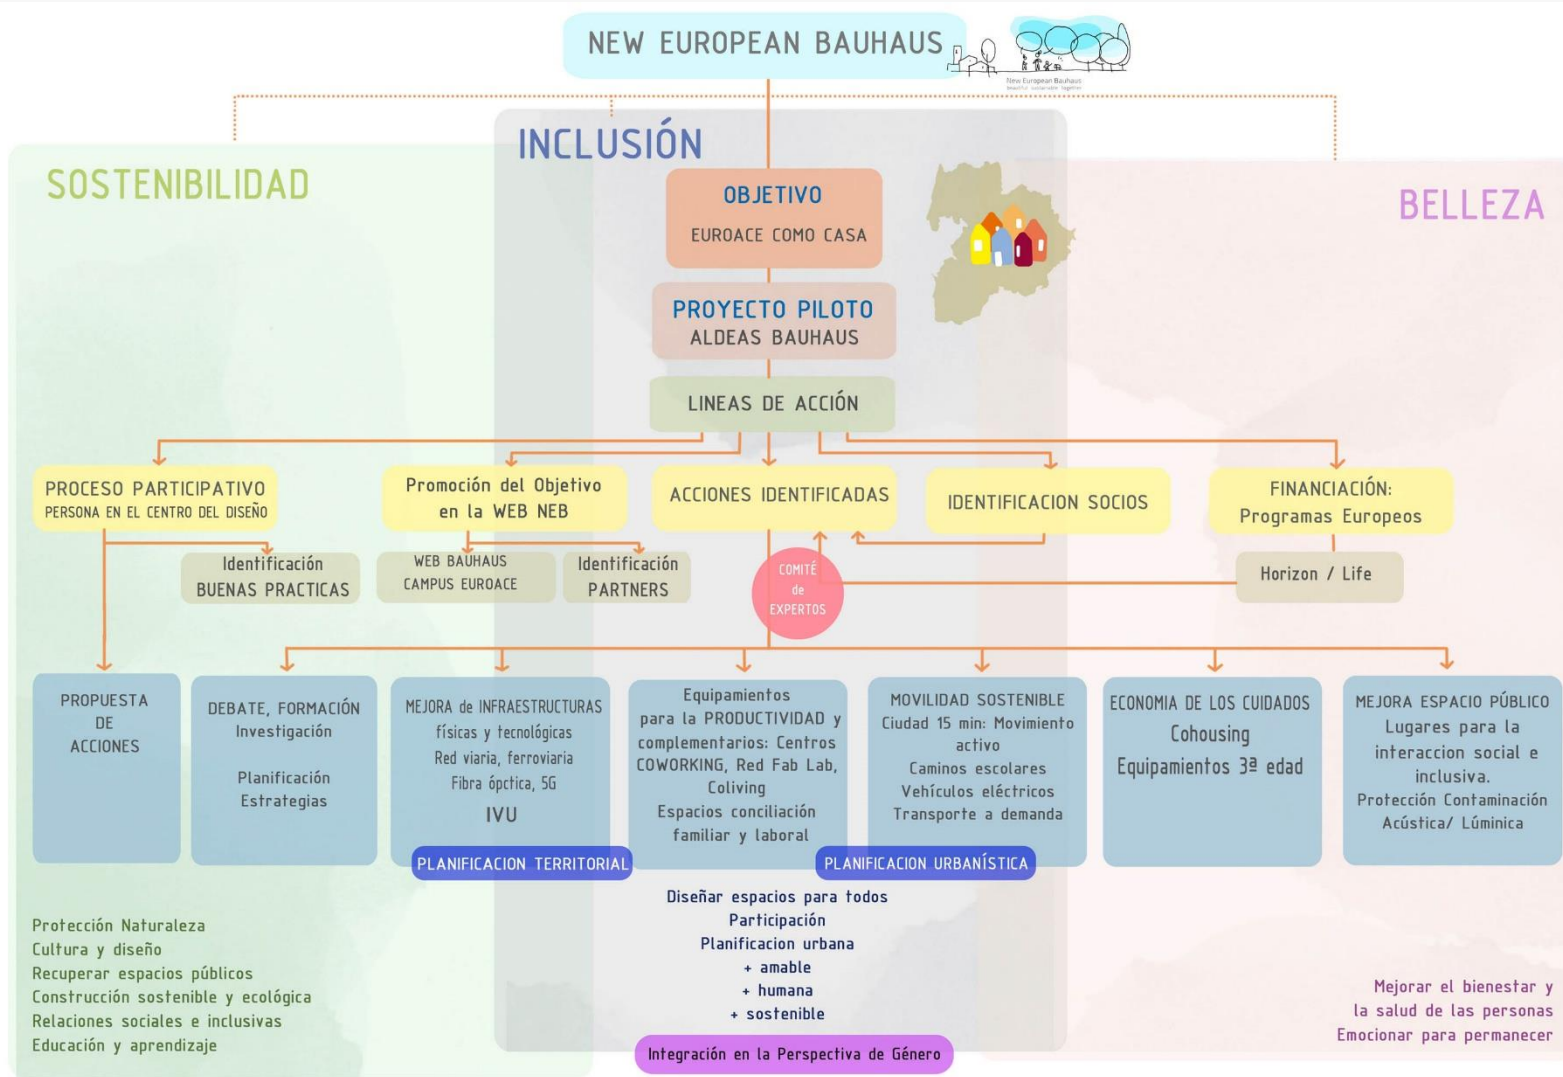 NEW EUROPEAN BAUHAUS
New European Bauhaus
beautiful sustainable together
SOSTENIBILIDAD
INCLUSIÓN
BELLEZA
OBJETIVO
EUROACE COMO CASA
PROYECTO PILOTO
ALDEAS BAUHAUS
LINEAS DE ACCIÓN
PROCESO PARTICIPATIVO
PERSONA EN EL CENTRO DEL DISEÑO
Promoción del Objetivo
en la WEB NEB
ACCIONES IDENTIFICADAS
IDENTIFICACION SOCIOS
FINANCIACIÓN:
Programas Europeos
Identificación
BUENAS PRACTICAS
WEB BAUHAUS
CAMPUS EUROACE
Identificación
PARTNERS
COMITÉ
de
EXPERTOS
Horizon / Life
PROPUESTA
DE
ACCIONES
DEBATE, FORMACIÓN
Investigación
Planificación
Estrategias
MEJORA de INFRAESTRUCTURAS
físicas y tecnológicas
Red viaria, ferroviaria
Fibra ópctica, 5G
IVU
Equipamientos
para la PRODUCTIVIDAD y
complementarios: Centros
COWORKING, Red Fab Lab,
Coliving
Espacios conciliación
familiar y laboral
MOVILIDAD SOSTENIBLE
Ciudad 15 min: Movimiento
activo
Caminos escolares
Vehículos eléctricos
Transporte a demanda
ECONOMIA DE LOS CUIDADOS
Cohousing
Equipamientos 3ª edad
MEJORA ESPACIO PÚBLICO
Lugares para la
interaccion social e
inclusiva.
Protección Contaminación
Acústica/ Lúminica
PLANIFICACION TERRITORIAL
PLANIFICACION URBANÍSTICA
Protección Naturaleza
Cultura y diseño
Recuperar espacios públicos
Construcción sostenible y ecológica
Relaciones sociales e inclusivas
Educación y aprendizaje
Diseñar espacios para todos
Participación
Planificacion urbana
+ amable
+ humana
+ sostenible
Integración en la Perspectiva de Género
Mejorar el bienestar y
la salud de las personas
Emocionar para permanecer